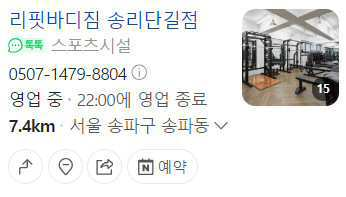 리핏바디짐 송리단길점
톡톡 스포츠시설
0507-1479-8804
영업 중 · 22:00에 영업 종료
7.4km · 서울 송파구 송파동
15
N 예약